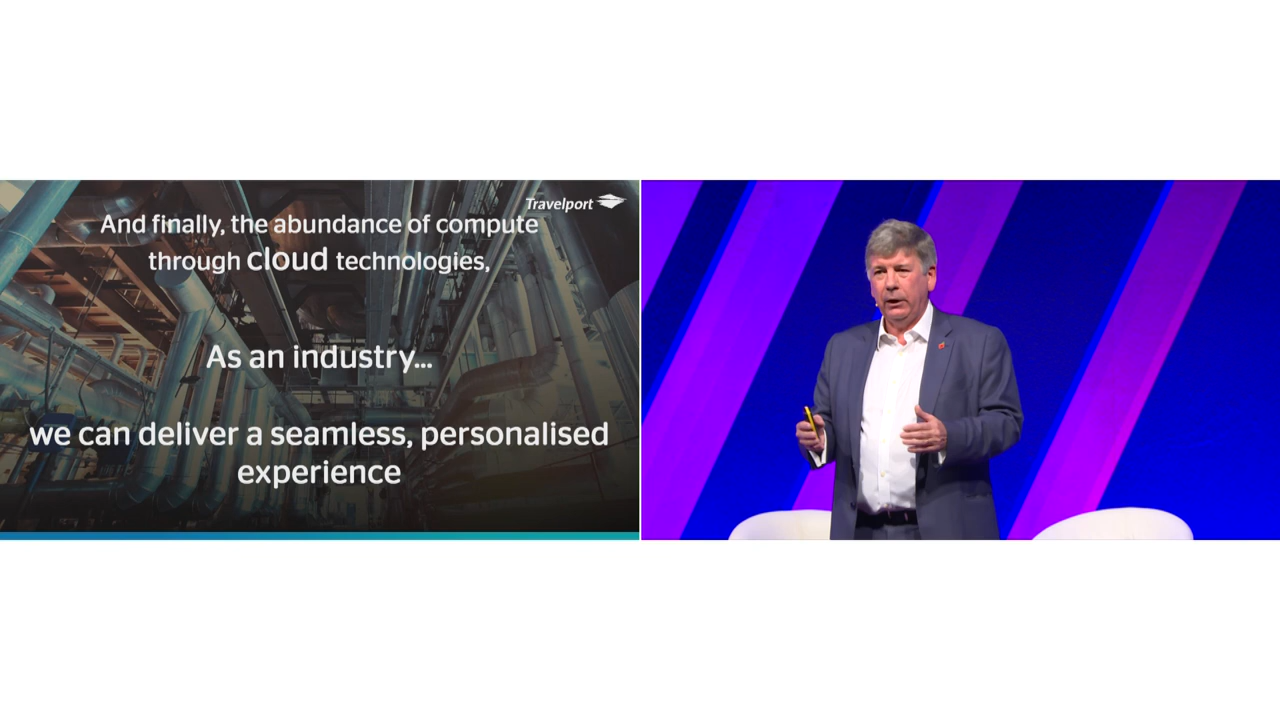 Travelport
And finally, the abundance of compute
through cloud technologies,
As an industry...
we can deliver a seamless, personalised
experience